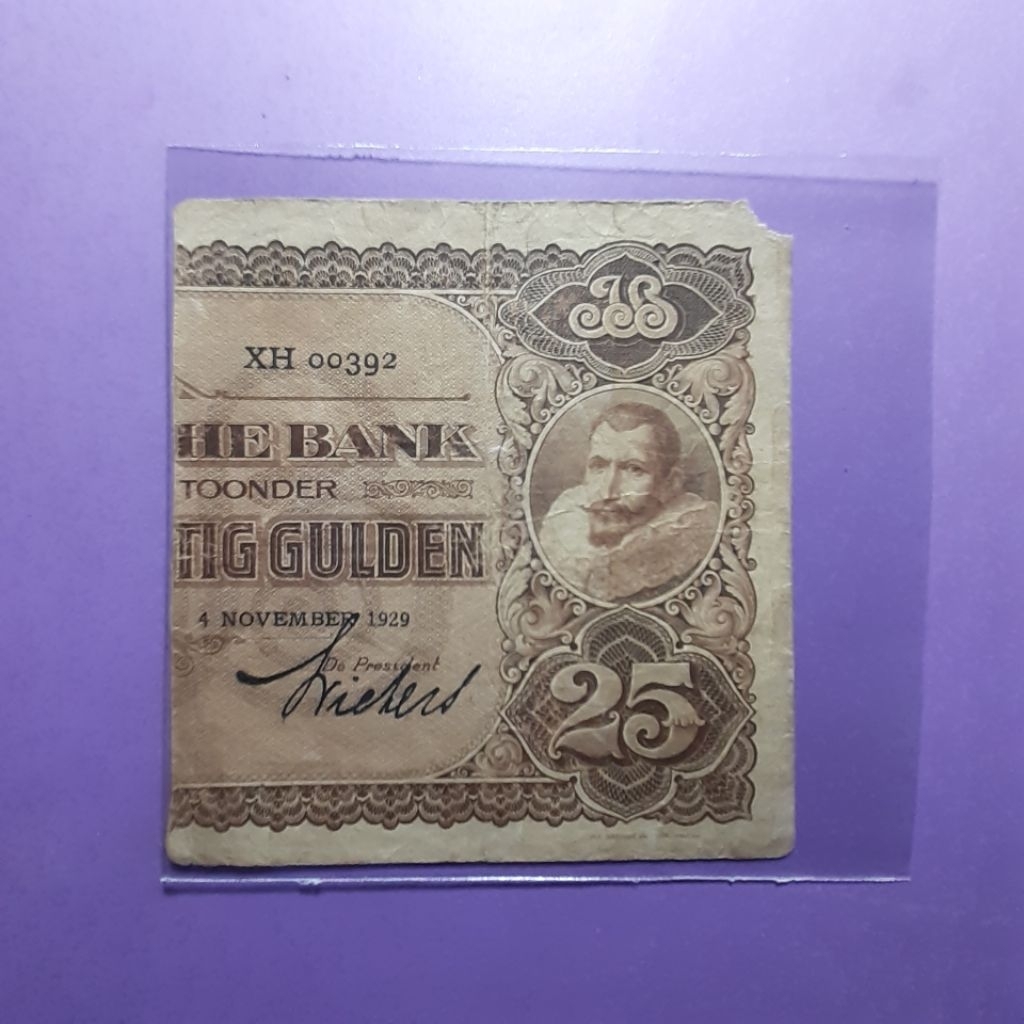 JB
XH 00392
HE BANK
TOONDER
TIG GULDEN
4 NOVEMBER 1929
De President
25